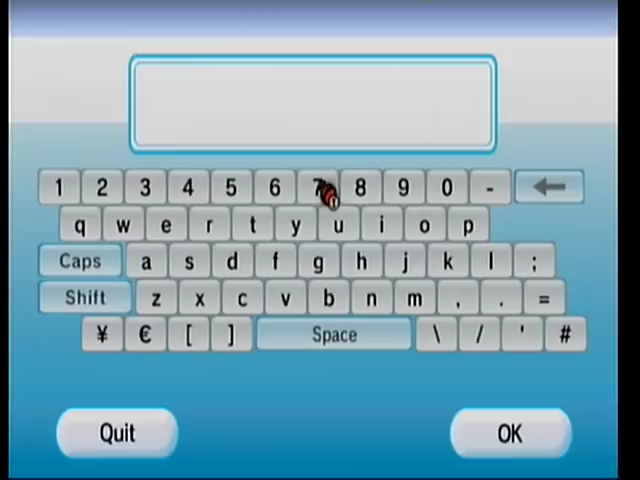 1 2 3 4 5 6 7 8 9 0 - ←
q w e r t y u i o p
Caps a s d f g h j k l ;
Shift z x c v b n m , . =
¥ € [ ] Space \ / ' #
Quit OK